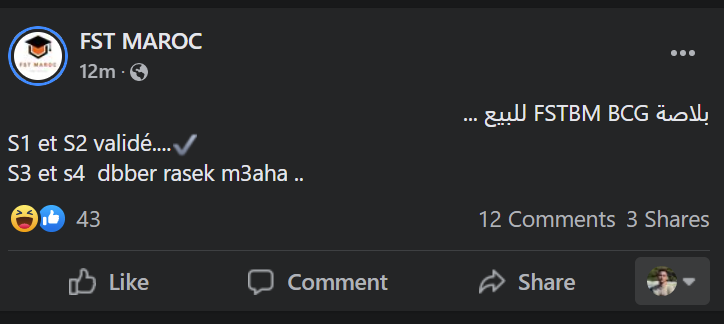 FST MAROC
FST MAROC
12m ·
بلاصة FSTBM BCG للبيع ...
S1 et S2 validé....✓
S3 et s4 dbber rasek m3aha ..
43
12 Comments 3 Shares
Like Comment Share